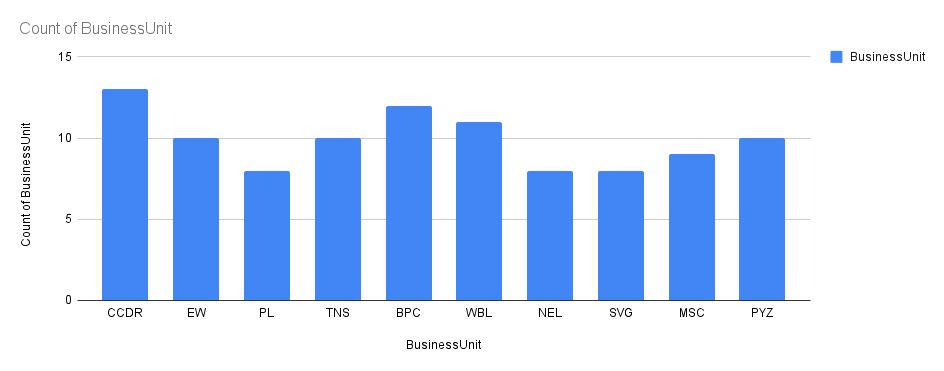 Count of BusinessUnit
BusinessUnit
Count of BusinessUnit
15
10
5
0
CCDR EW PL TNS BPC WBL NEL SVG MSC PYZ
BusinessUnit